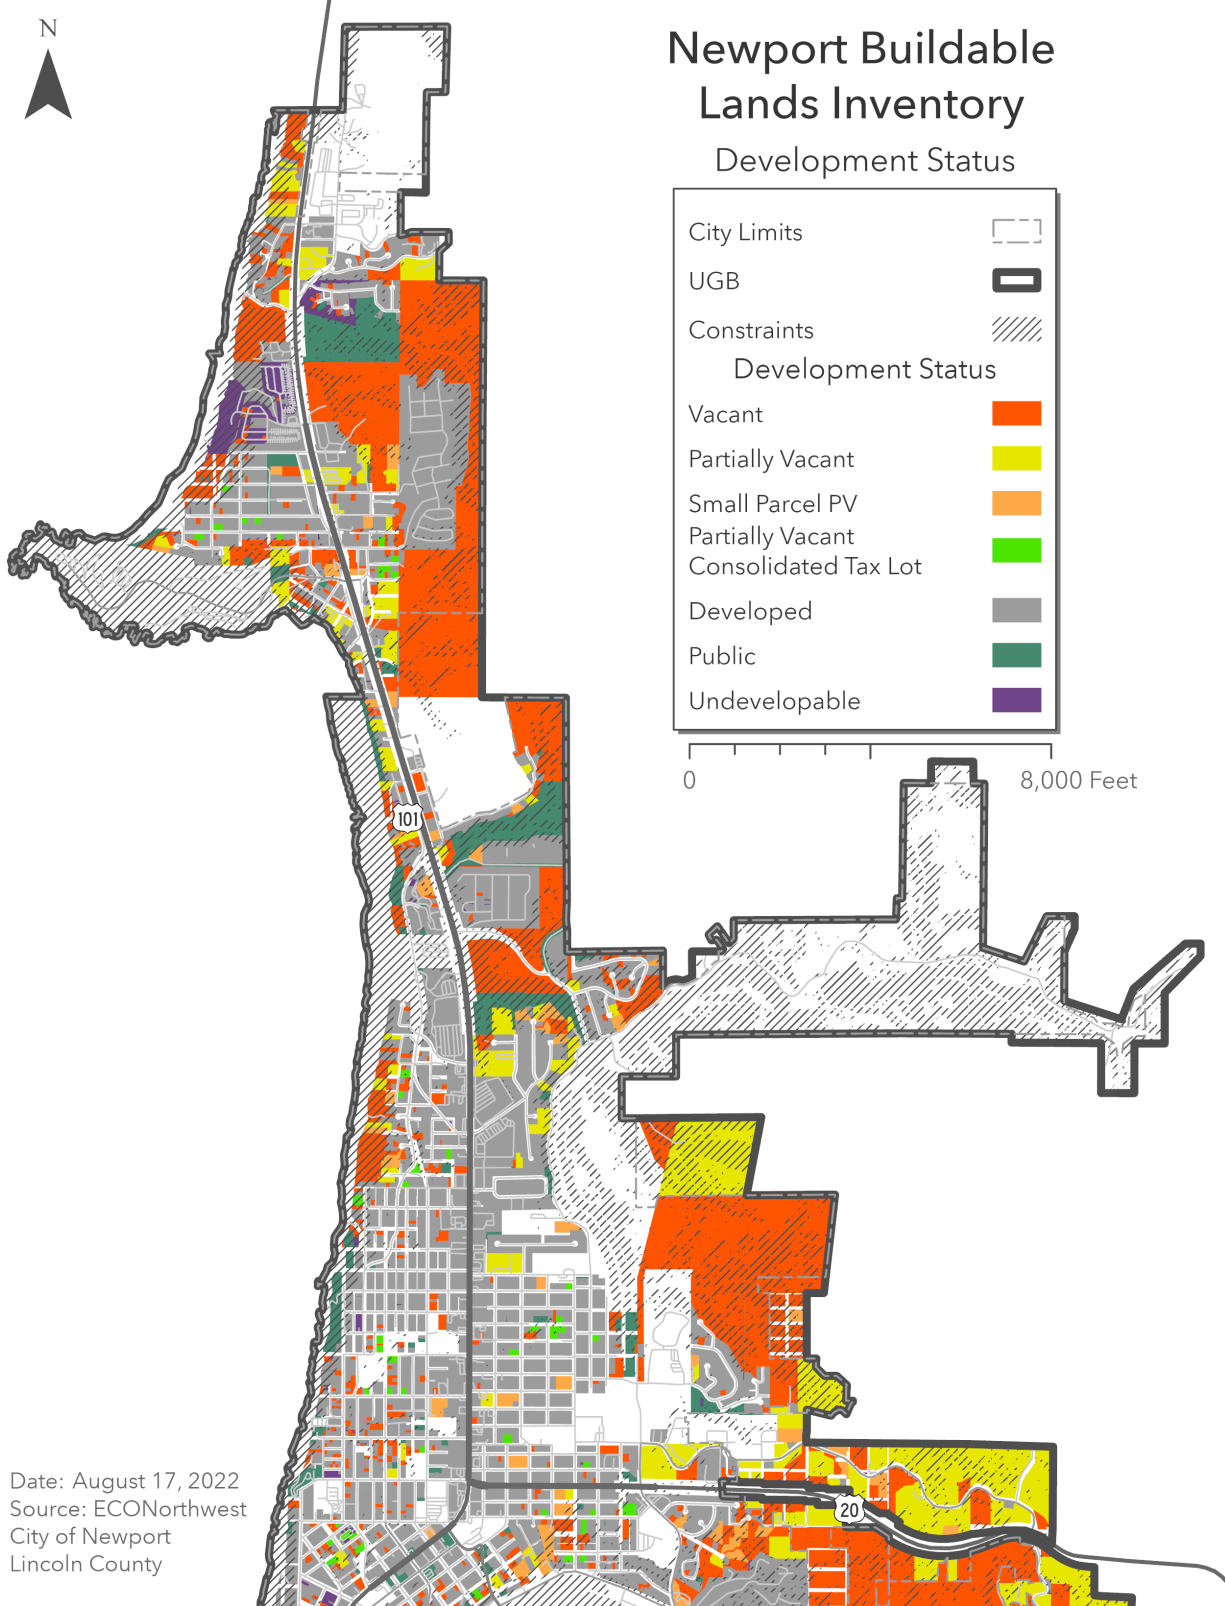 N
Newport Buildable
Lands Inventory
Development Status
City Limits
UGB
Constraints
Development Status
Vacant
Partially Vacant
Small Parcel PV
Partially Vacant
Consolidated Tax Lot
Developed
Public
Undevelopable
0
8,000 Feet
101
20
Date: August 17, 2022
Source: ECONorthwest
City of Newport
Lincoln County